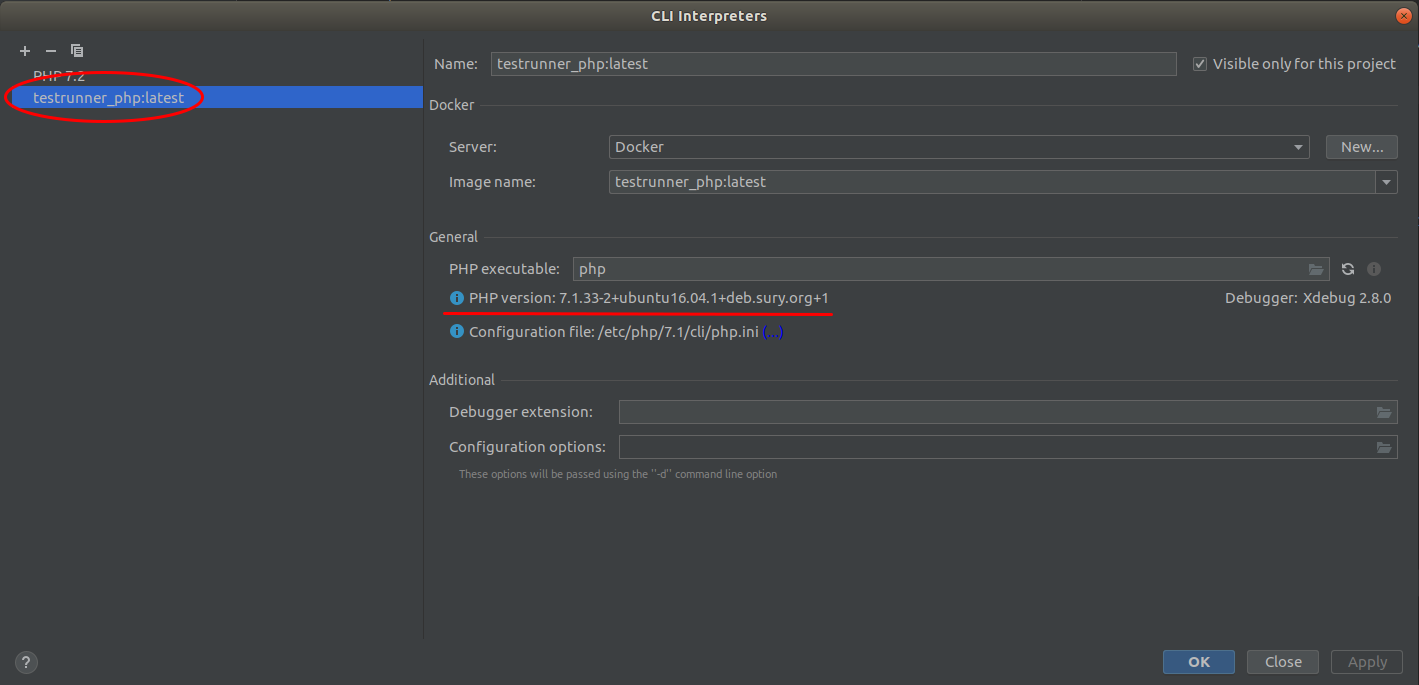 CLI Interpreters
PHP 7.2
testrunner_php:latest
Name: testrunner_php:latest Visible only for this project
Docker
Server: Docker New...
Image name: testrunner_php:latest
General
PHP executable: php
PHP version: 7.1.33-2+ubuntu16.04.1+deb.sury.org+1 Debugger: Xdebug 2.8.0
Configuration file: /etc/php/7.1/cli/php.ini (...)
Additional
Debugger extension:
Configuration options:
These options will be passed using the "-d" command line option
? OK Close Apply